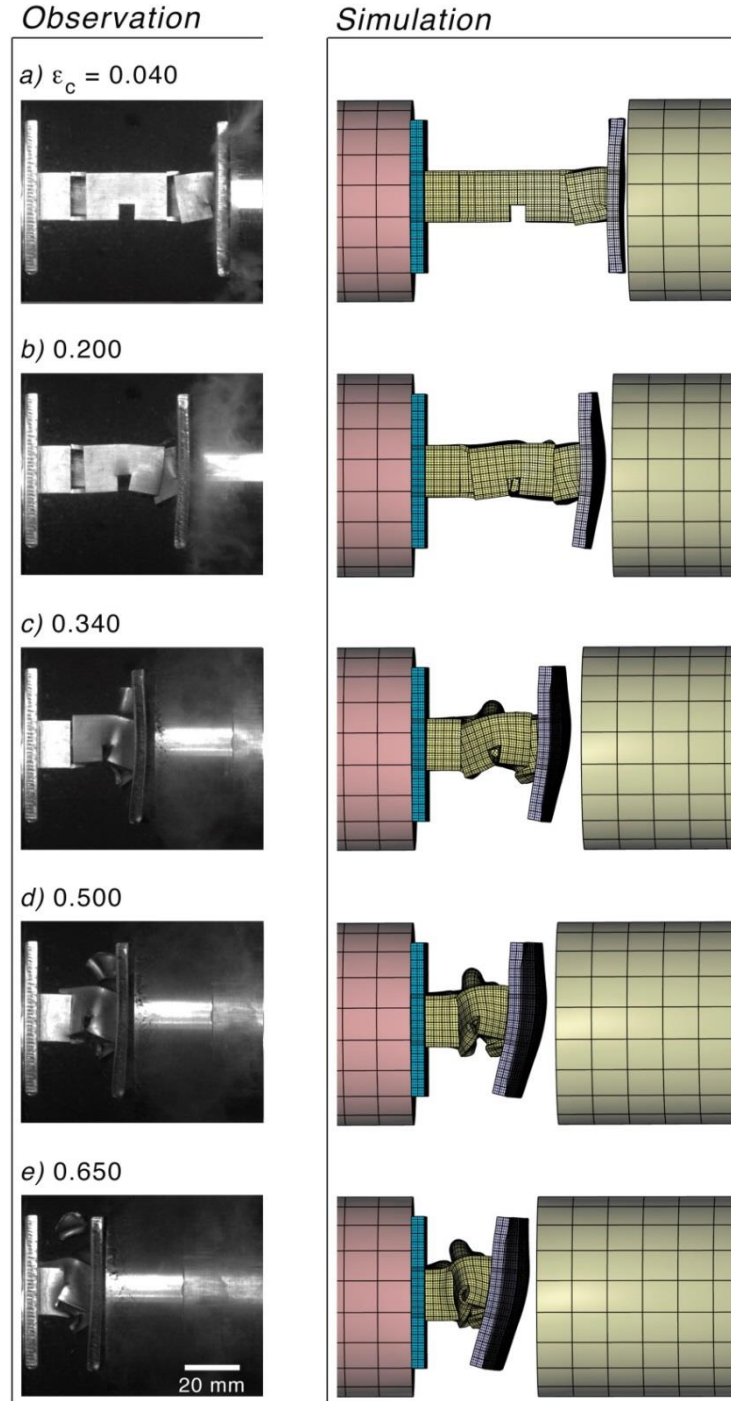 Observation
Simulation
a) εc = 0.040
b) 0.200
c) 0.340
d) 0.500
e) 0.650
20 mm